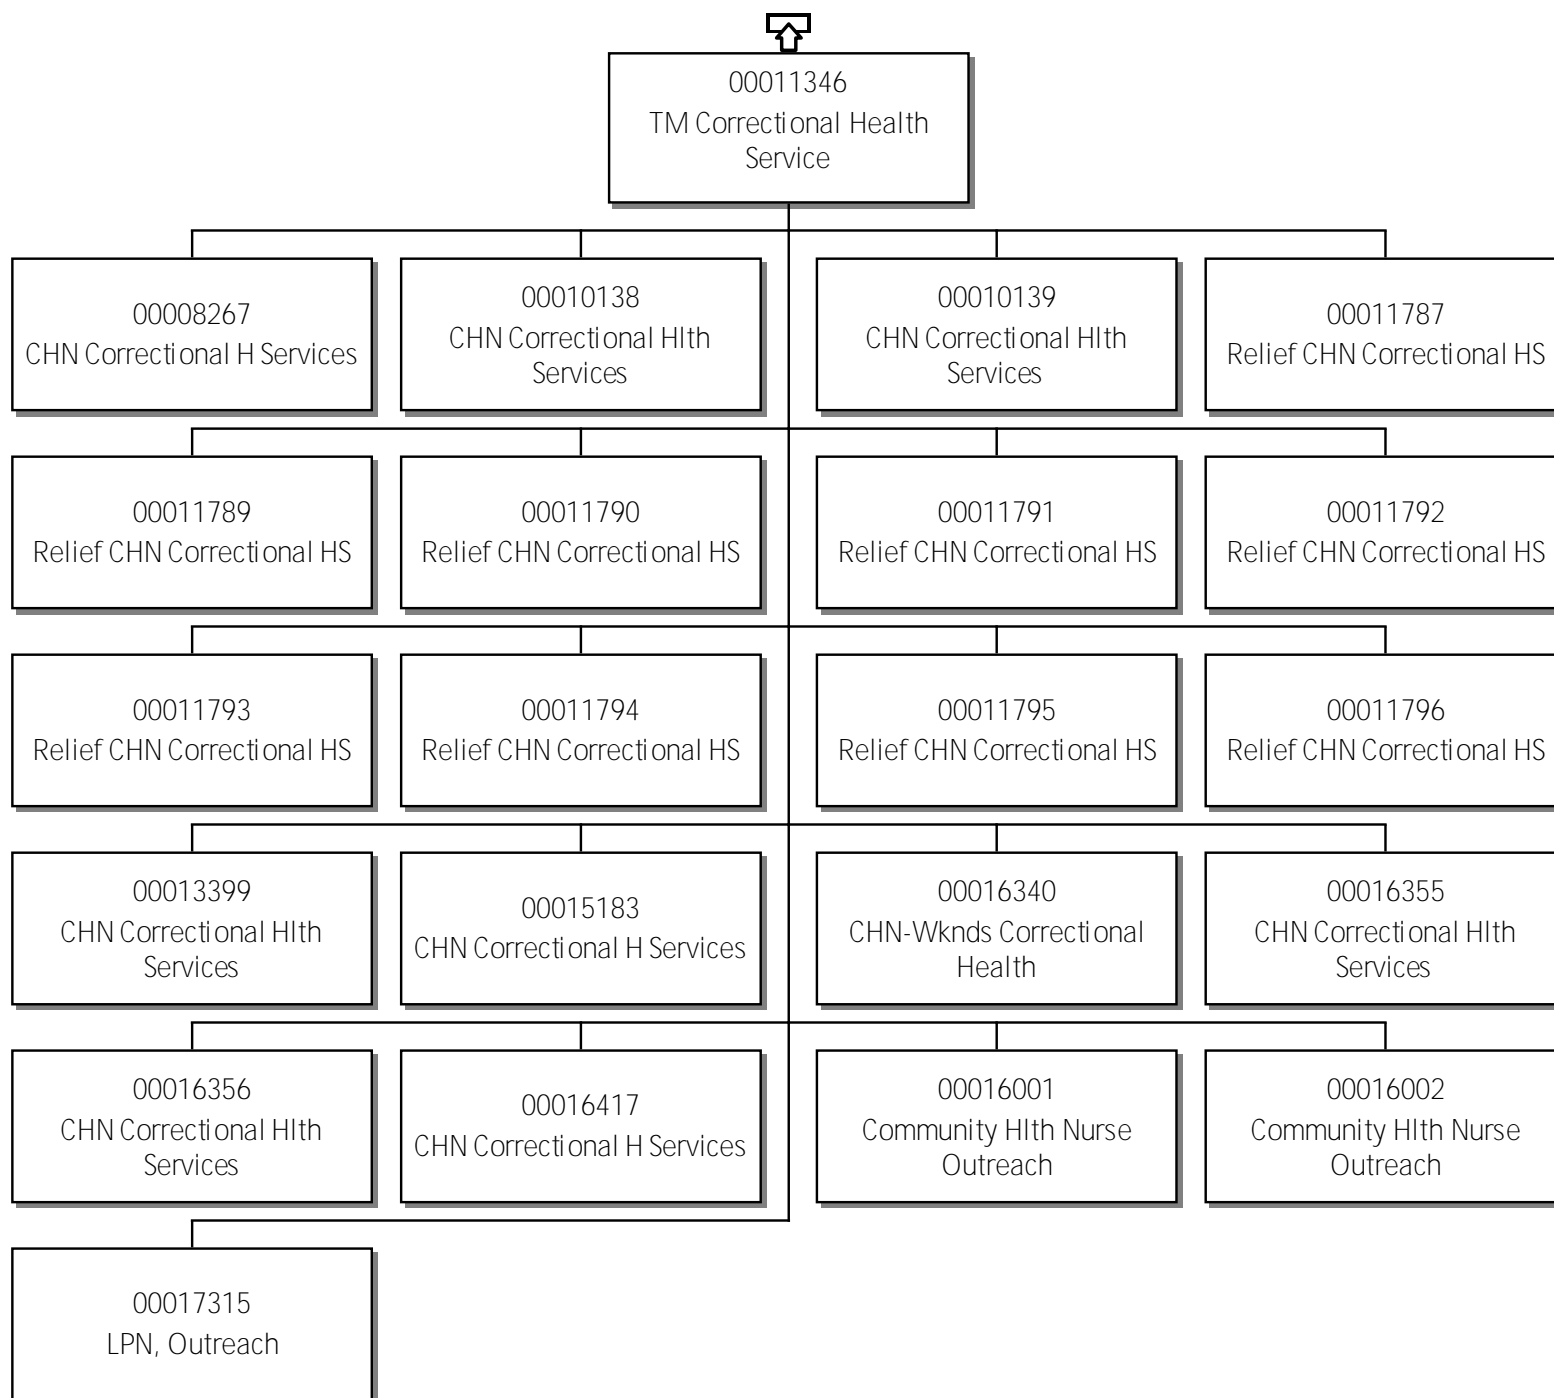 00011346
TM Correctional Health
Service
00008267
CHN Correctional H Services
00010138
CHN Correctional Hlth
Services
00010139
CHN Correctional Hlth
Services
00011787
Relief CHN Correctional HS
00011789
Relief CHN Correctional HS
00011790
Relief CHN Correctional HS
00011791
Relief CHN Correctional HS
00011792
Relief CHN Correctional HS
00011793
Relief CHN Correctional HS
00011794
Relief CHN Correctional HS
00011795
Relief CHN Correctional HS
00011796
Relief CHN Correctional HS
00013399
CHN Correctional Hlth
Services
00015183
CHN Correctional H Services
00016340
CHN-Wknds Correctional
Health
00016355
CHN Correctional Hlth
Services
00016356
CHN Correctional Hlth
Services
00016417
CHN Correctional H Services
00016001
Community Hlth Nurse
Outreach
00016002
Community Hlth Nurse
Outreach
00017315
LPN, Outreach